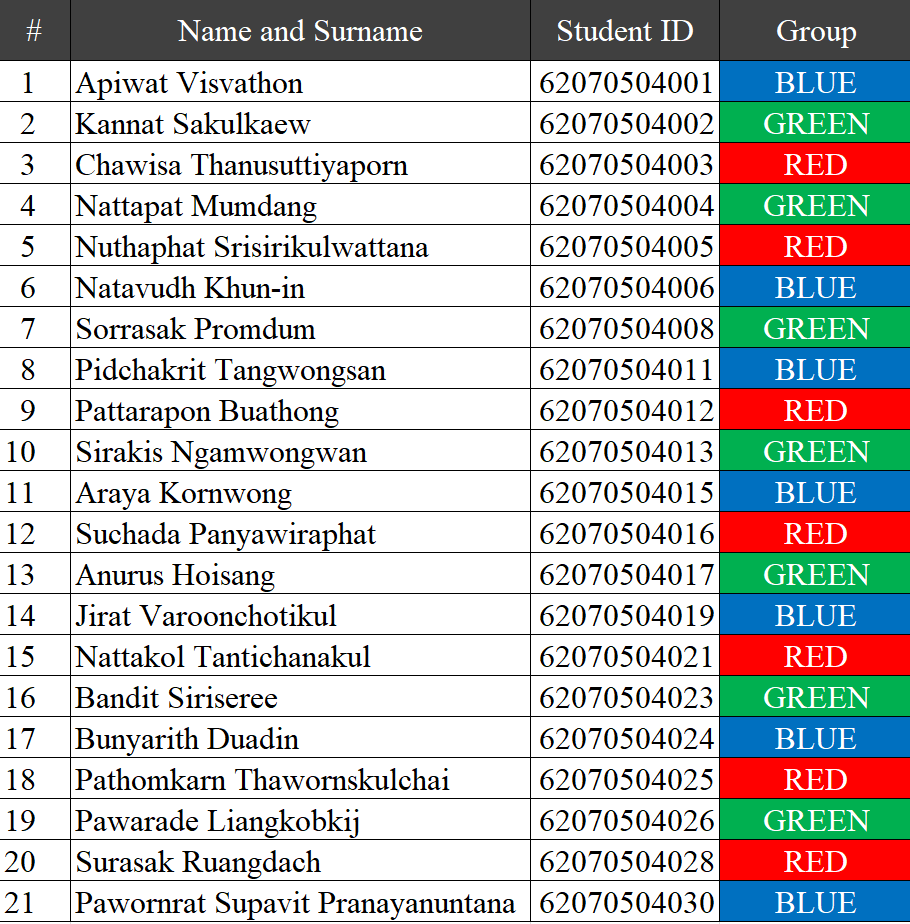 # Name and Surname Student ID Group
1 Apiwat Visvathon 62070504001 BLUE
2 Kannat Sakulkaew 62070504002 GREEN
3 Chawisa Thanusuttiyaporn 62070504003 RED
4 Nattapat Mumdang 62070504004 GREEN
5 Nuthaphat Srisirikulwattana 62070504005 RED
6 Natavudh Khun-in 62070504006 BLUE
7 Sorrasak Promdum 62070504008 GREEN
8 Pidchakrit Tangwongsan 62070504011 BLUE
9 Pattarapon Buathong 62070504012 RED
10 Sirakis Ngamwongwan 62070504013 GREEN
11 Araya Kornwong 62070504015 BLUE
12 Suchada Panyawiraphat 62070504016 RED
13 Anurus Hoisang 62070504017 GREEN
14 Jirat Varoonchotikul 62070504019 BLUE
15 Nattakol Tantichanakul 62070504021 RED
16 Bandit Siriseree 62070504023 GREEN
17 Bunyarith Duadin 62070504024 BLUE
18 Pathomkarn Thawornskulchai 62070504025 RED
19 Pawarade Liangkobkij 62070504026 GREEN
20 Surasak Ruangdach 62070504028 RED
21 Pawornrat Supavit Pranayanuntana 62070504030 BLUE